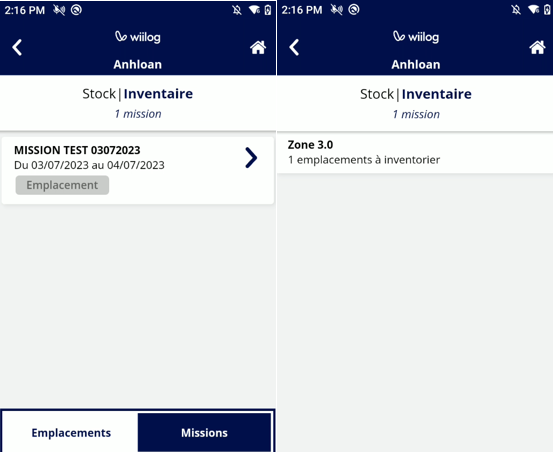 2:16 PM
wiilog
Anhloan
Stock|Inventaire
1 mission
MISSION TEST 03072023
Du 03/07/2023 au 04/07/2023
Emplacement
Emplacements
Missions
2:16 PM
wiilog
Anhloan
Stock|Inventaire
1 mission
Zone 3.0
1 emplacements à inventorier